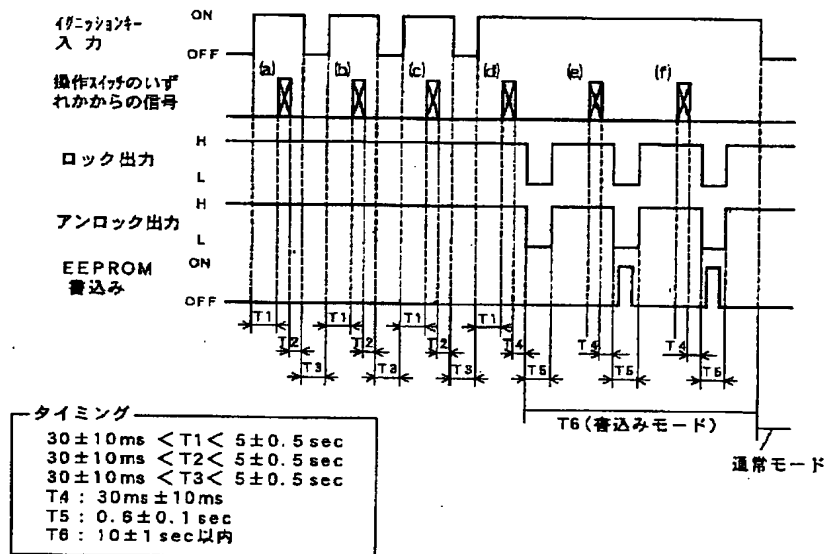 イグニッションキー
入力
ON
OFF
操作スイッチのいず
れかからの信号
(a)
(b)
(c)
(d)
(e)
(f)
ロック出力
H
L
アンロック出力
H
L
EEPROM
書込み
ON
OFF
T1
T1
T1
T1
T2
T2
T2
T4
T4
T4
T3
T3
T3
T5
T5
T5
T6(書込みモード)
通常モード
タイミング
30±10ms <T1< 5±0.5sec
30±10ms <T2< 5±0.5sec
30±10ms <T3< 5±0.5sec
T4: 30ms±10ms
T5: 0.6±0.1sec
T6: 10±1sec以内